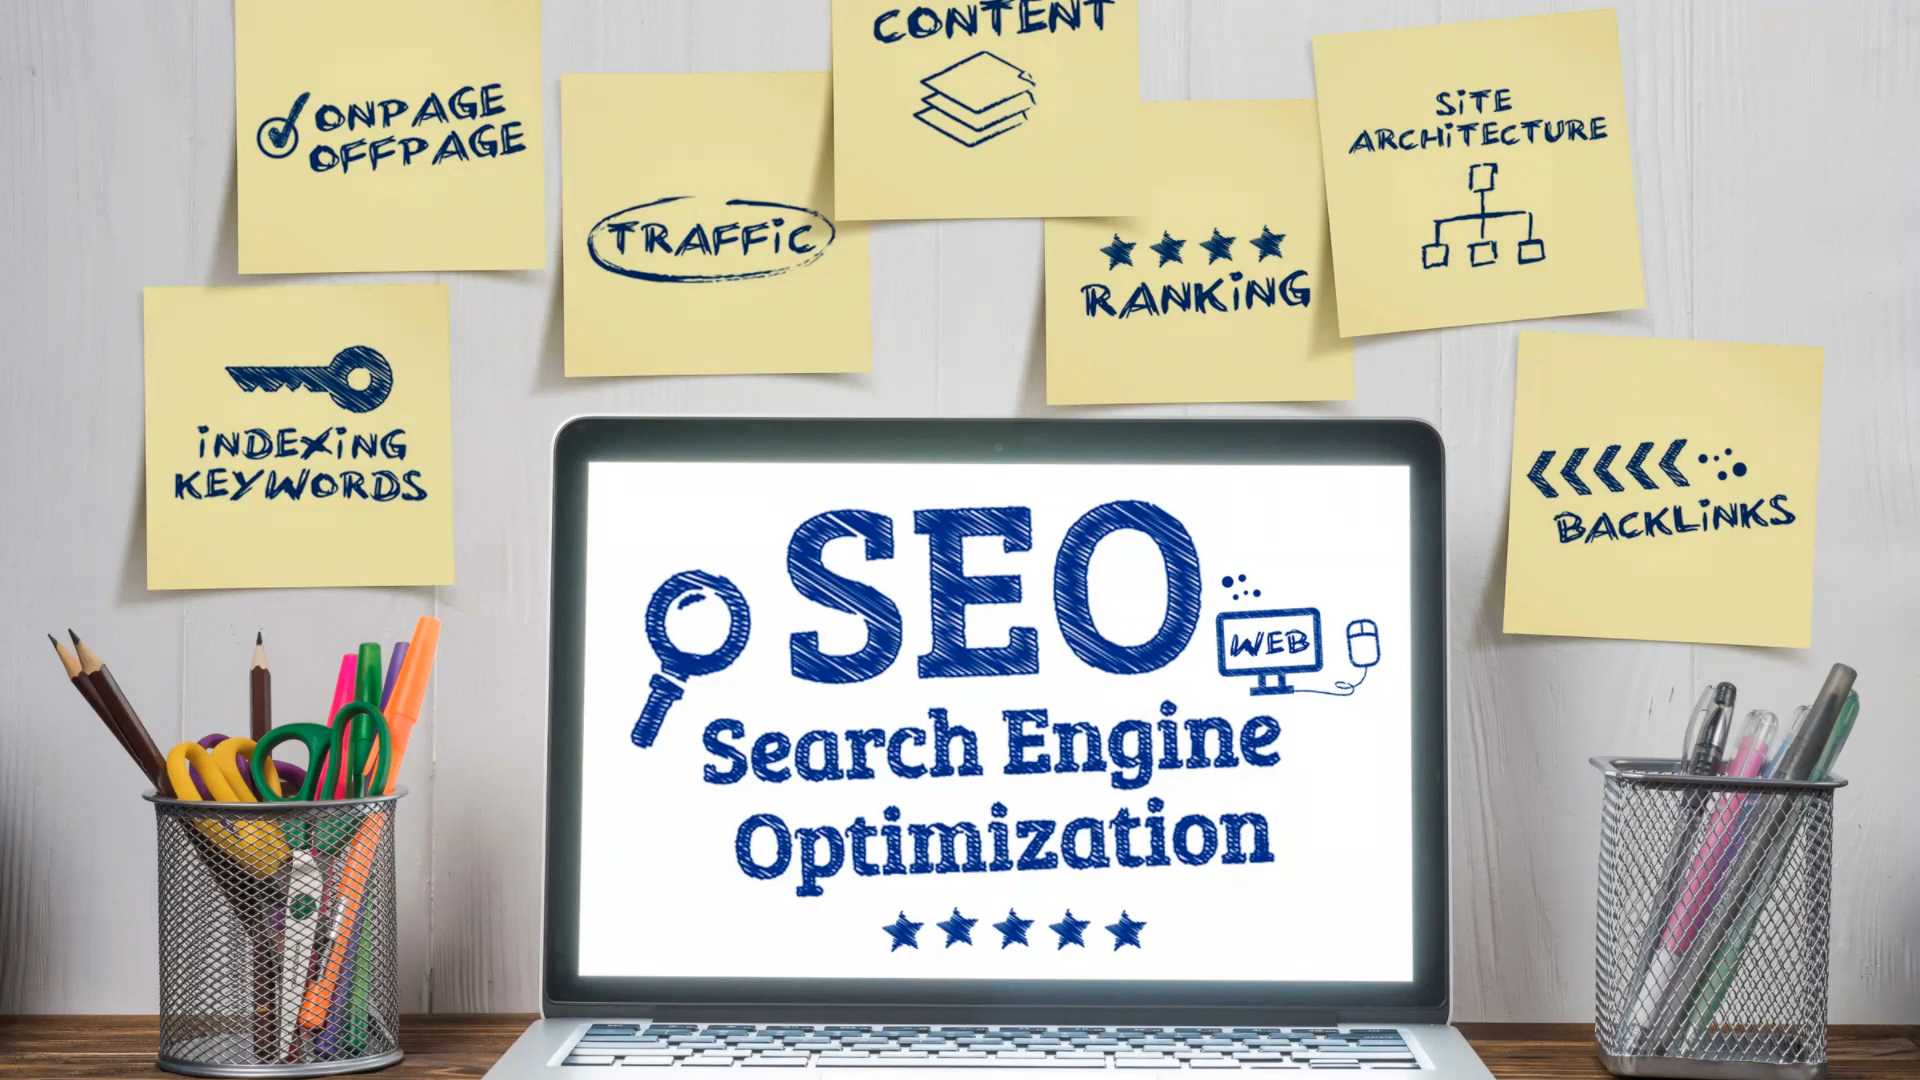 CONTENT
ONPAGE
OFFPAGE
TRAFFiC
SiTE
ARCHiTECTURE
RANKiNG
iNDEXiNG
KEYWORDS
BACKLiNKS
SEO
WEB
Search Engine
Optimization